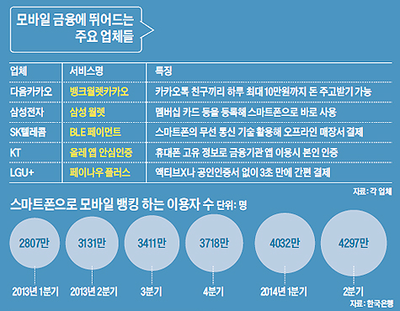 모바일 금융에 뛰어드는
주요 업체들
업체 서비스명 특징
다음카카오 뱅크월렛카카오 카카오톡 친구끼리 하루 최대 10만원까지 돈 주고받기 가능
삼성전자 삼성 월렛 멤버십 카드 등을 등록해 스마트폰으로 바로 사용
SK텔레콤 BLE 페이먼트 스마트폰의 무선 통신 기술 활용해 오프라인 매장서 결제
KT 올레 앱 안심인증 휴대폰 고유 정보로 금융기관 앱 이용시 본인 인증
LGU+ 페이나우 플러스 액티브X나 공인인증서 없이 3초 만에 간편 결제
자료: 각 업체
스마트폰으로 모바일 뱅킹 하는 이용자 수 단위: 명
2807만 3131만 3411만 3718만 4032만 4297만
2013년 1분기 2013년 2분기 3분기 4분기 2014년 1분기 2분기
자료: 한국은행